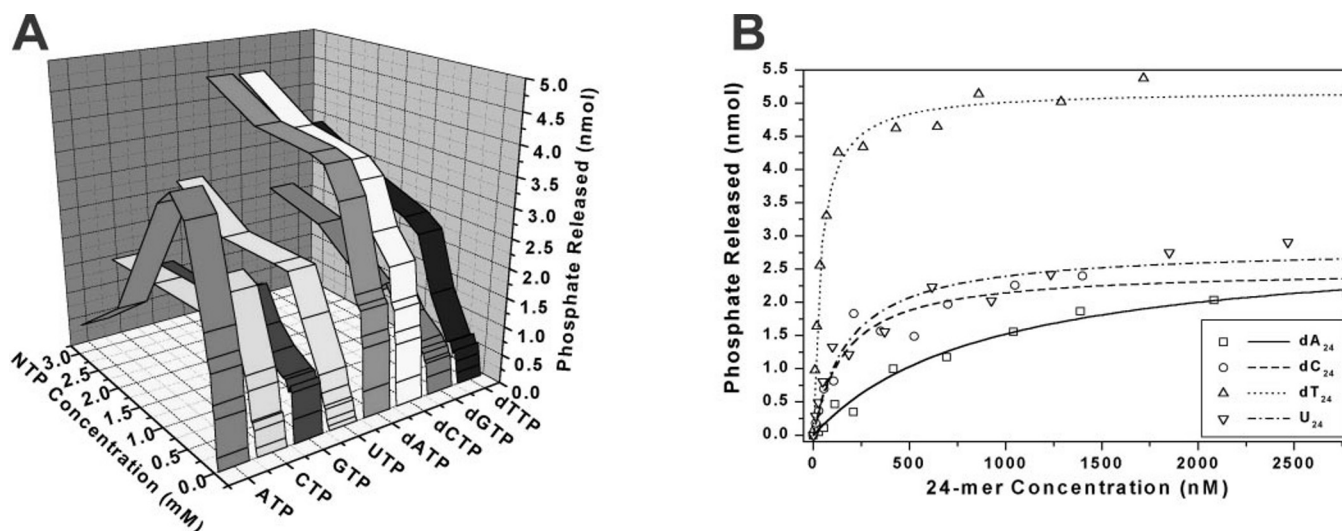 A
5.0
4.5
4.0
3.5
3.0
2.5
2.0
1.5
1.0
0.5
0.0
Phosphate Released (nmol)
3.0
2.5
2.0
1.5
1.0
0.5
0.0
NTP Concentration (mM)
ATP
CTP
GTP
UTP
dATP
dCTP
dGTP
dTTP
B
5.5
5.0
4.5
4.0
3.5
3.0
2.5
2.0
1.5
1.0
0.5
0.0
Phosphate Released (nmol)
0 500 1000 1500 2000 2500
24-mer Concentration (nM)
dA24
dC24
dT24
U24